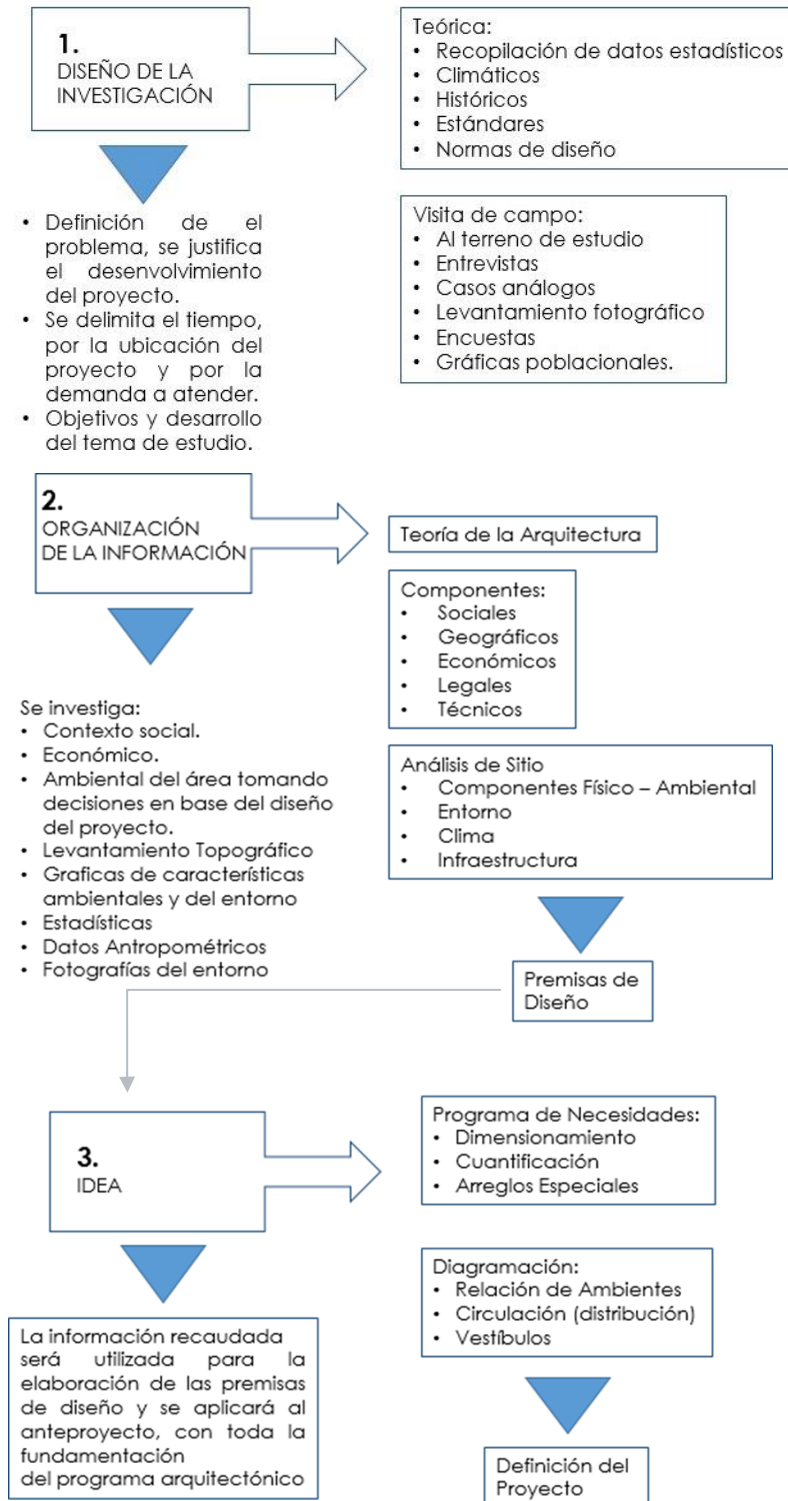 1.
DISEÑO DE LA
INVESTIGACIÓN
Teórica:
• Recopilación de datos estadísticos
• Climáticos
• Históricos
• Estándares
• Normas de diseño
Visita de campo:
• Al terreno de estudio
• Entrevistas
• Casos análogos
• Levantamiento fotográfico
• Encuestas
• Gráficas poblacionales.
• Definición de el
problema, se justifica
el desenvolvimiento
del proyecto.
• Se delimita el tiempo,
por la ubicación del
proyecto y por la
demanda a atender.
• Objetivos y desarrollo
del tema de estudio.
2.
ORGANIZACIÓN
DE LA INFORMACIÓN
Teoría de la Arquitectura
Componentes:
• Sociales
• Geográficos
• Económicos
• Legales
• Técnicos
Análisis de Sitio
• Componentes Físico – Ambiental
• Entorno
• Clima
• Infraestructura
Se investiga:
• Contexto social.
• Económico.
• Ambiental del área tomando
decisiones en base del diseño
del proyecto.
• Levantamiento Topográfico
• Graficas de características
ambientales y del entorno
• Estadísticas
• Datos Antropométricos
• Fotografías del entorno
Premisas de
Diseño
3.
IDEA
Programa de Necesidades:
• Dimensionamiento
• Cuantificación
• Arreglos Especiales
Diagramación:
• Relación de Ambientes
• Circulación (distribución)
• Vestíbulos
La información recaudada
será utilizada para la
elaboración de las premisas
de diseño y se aplicará al
anteproyecto, con toda la
fundamentación
del programa arquitectónico
Definición del
Proyecto